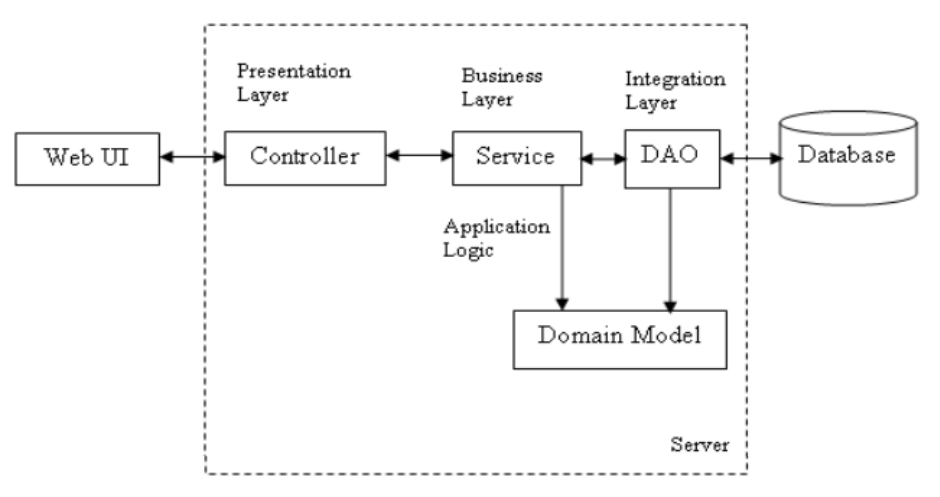 Presentation
Layer
Business
Layer
Integration
Layer
Web UI
Controller
Service
DAO
Database
Application
Logic
Domain Model
Server